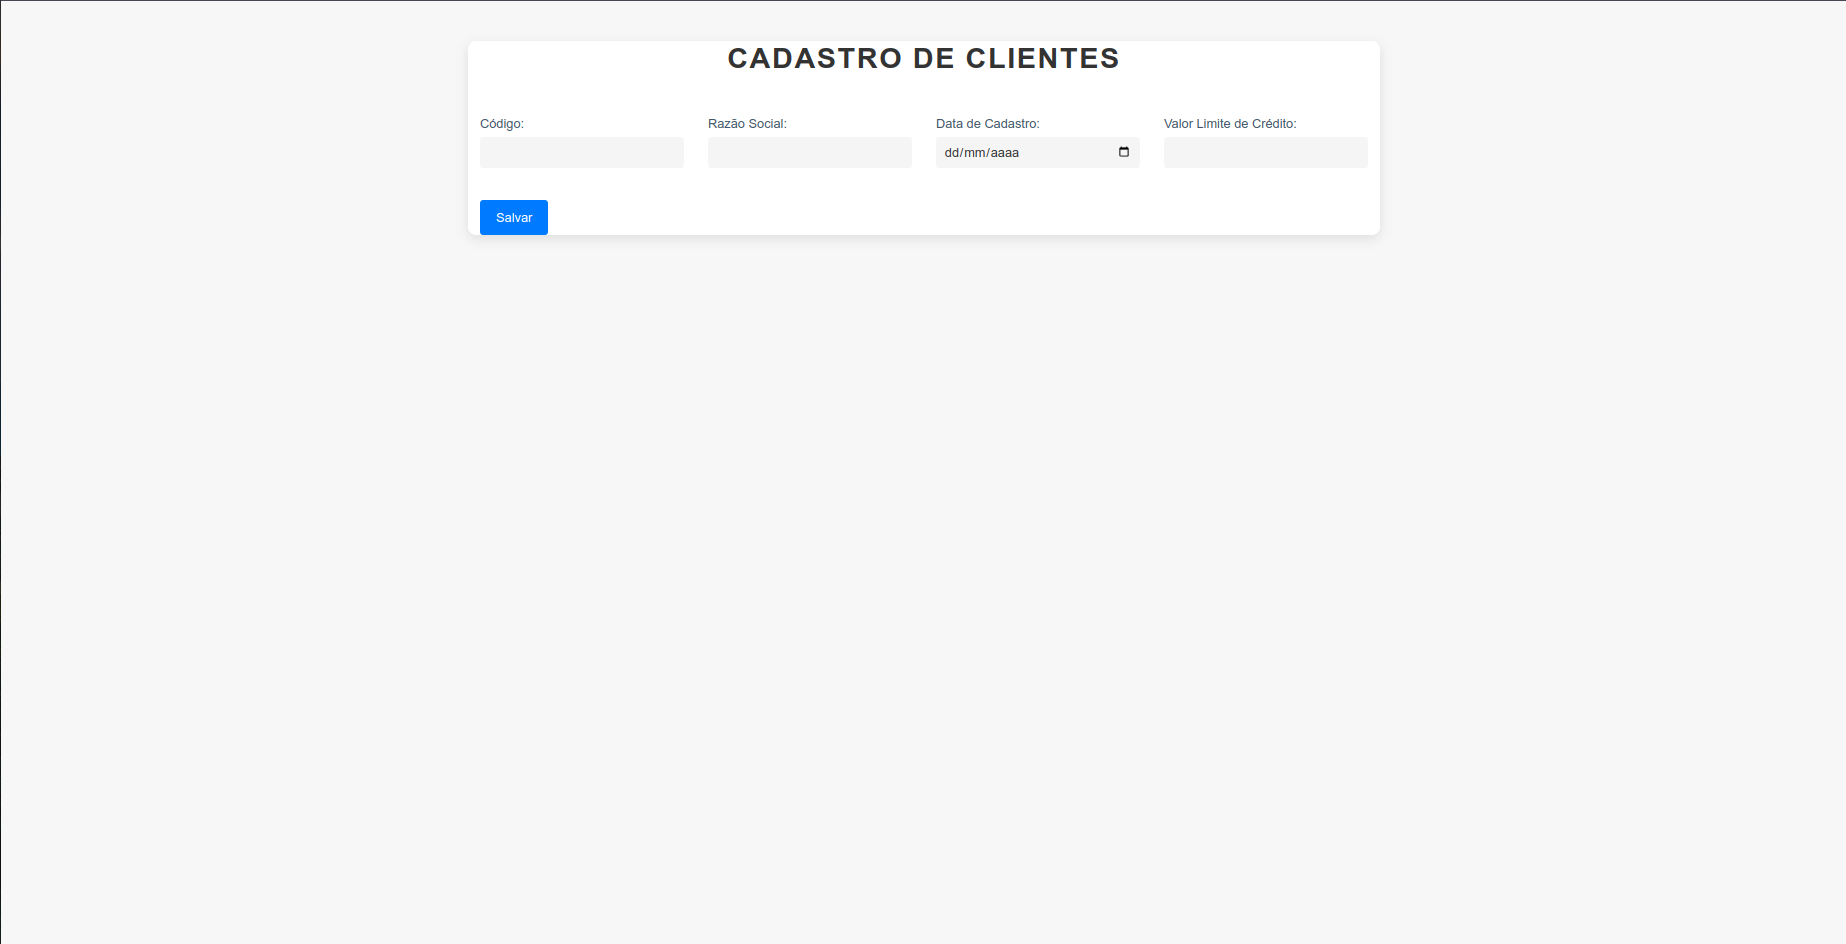 CADASTRO DE CLIENTES
Código:
Razão Social:
Data de Cadastro:
Valor Limite de Crédito:
dd/mm/aaaa
Salvar